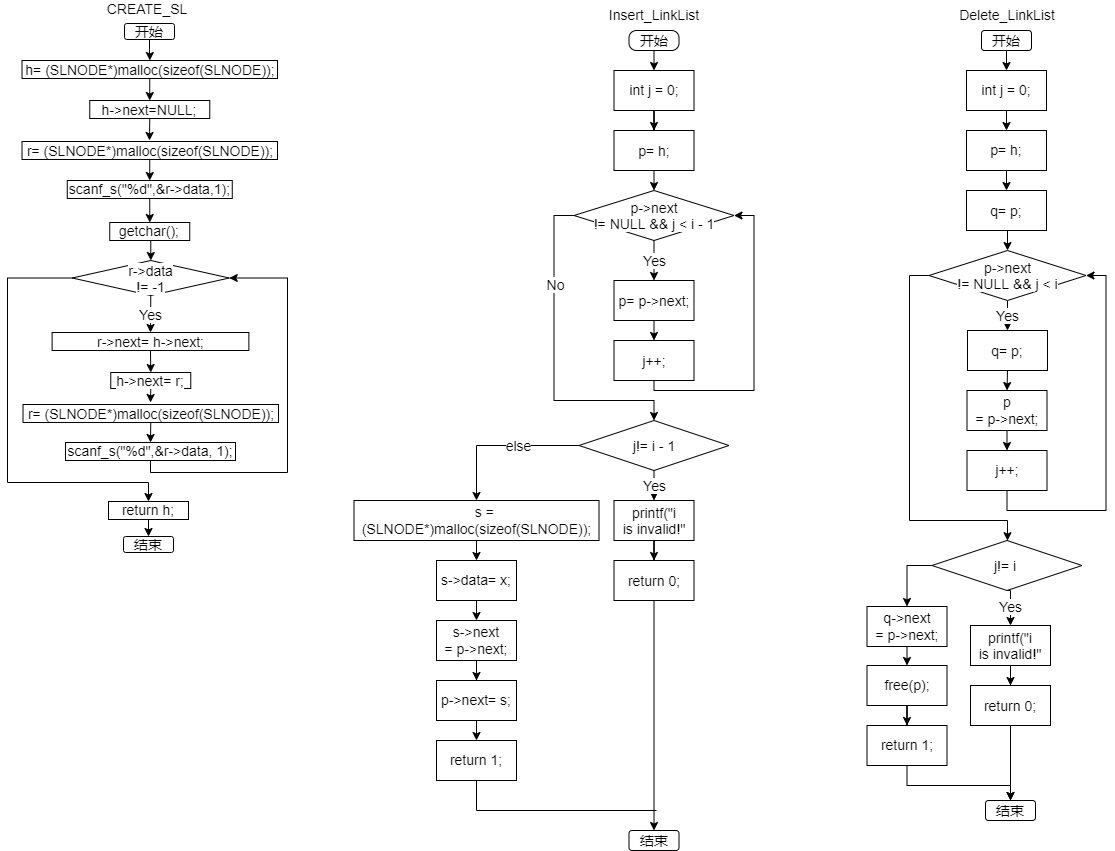 CREATE_SL
开始
h= (SLNODE*)malloc(sizeof(SLNODE));
h->next=NULL;
r= (SLNODE*)malloc(sizeof(SLNODE));
scanf_s("%d",&r->data,1);
getchar();
r->data
!= -1
Yes
r->next= h->next;
h->next= r;
r= (SLNODE*)malloc(sizeof(SLNODE));
scanf_s("%d",&r->data, 1);
return h;
结束
Insert_LinkList
开始
int j = 0;
p= h;
p->next
!= NULL && j < i - 1
No
Yes
p= p->next;
j++;
j!= i - 1
else
Yes
s =
(SLNODE*)malloc(sizeof(SLNODE));
s->data= x;
s->next
= p->next;
p->next= s;
return 1;
printf("i
is invalid!"
return 0;
结束
Delete_LinkList
开始
int j = 0;
p= h;
q= p;
p->next
!= NULL && j < i
Yes
q= p;
p
= p->next;
j++;
j!= i
Yes
q->next
= p->next;
free(p);
return 1;
printf("i
is invalid!"
return 0;
结束